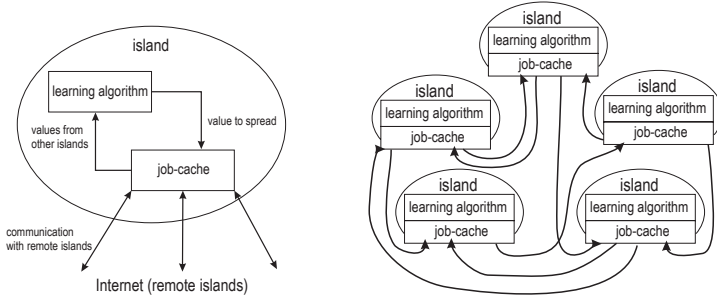 island
learning algorithm
values from
other islands
value to spread
job-cache
communication
with remote islands
Internet (remote islands)
island
learning algorithm
job-cache
island
learning algorithm
job-cache
island
learning algorithm
job-cache
island
learning algorithm
job-cache
island
learning algorithm
job-cache